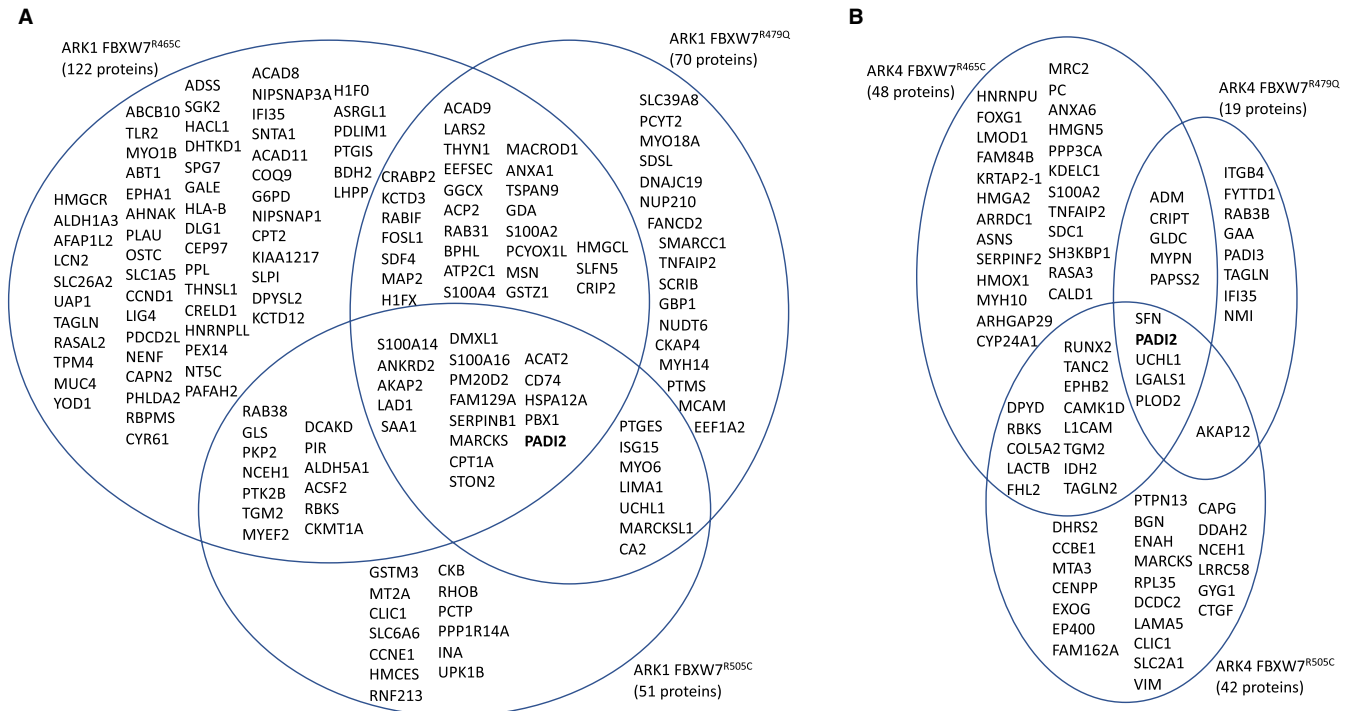 A
ARK1 FBXW7R465C
(122 proteins)
ARK1 FBXW7R479Q
(70 proteins)
HMGCR
ALDH1A3
AFAP1L2
LCN2
SLC26A2
UAP1
TAGLN
RASAL2
TPM4
MUC4
YOD1
ABCB10
TLR2
MYO1B
ABT1
EPHA1
AHNAK
PLAU
OSTC
SLC1A5
CCND1
LIG4
PDCD2L
NENF
CAPN2
PHLDA2
RBPMS
CYR61
ADSS
SGK2
HACL1
DHTKD1
SPG7
GALE
HLA-B
DLG1
CEP97
PPL
THNSL1
CRELD1
HNRNPLL
PEX14
NT5C
PAFAH2
ACAD8
NIPSNAP3A
IFI35
SNTA1
ACAD11
COQ9
G6PD
NIPSNAP1
CPT2
KIAA1217
SLPI
DPYSL2
KCTD12
H1F0
ASRGL1
PDLIM1
PTGIS
BDH2
LHPP
CRABP2
KCTD3
RABIF
FOSL1
SDF4
MAP2
H1FX
ACAD9
LARS2
THYN1
EEFSEC
GGCX
ACP2
RAB31
BPHL
ATP2C1
S100A4
MACROD1
ANXA1
TSPAN9
GDA
S100A2
PCYOX1L
MSN
GSTZ1
HMGCL
SLFN5
CRIP2
SLC39A8
PCYT2
MYO18A
SDSL
DNAJC19
NUP210
FANCD2
SMARCC1
TNFAIP2
SCRIB
GBP1
NUDT6
CKAP4
MYH14
PTMS
MCAM
EEF1A2
S100A14
ANKRD2
AKAP2
LAD1
SAA1
DMXL1
S100A16
PM20D2
FAM129A
SERPINB1
MARCKS
CPT1A
STON2
ACAT2
CD74
HSPA12A
PBX1
PADI2
RAB38
GLS
PKP2
NCEH1
PTK2B
TGM2
MYEF2
DCAKD
PIR
ALDH5A1
ACSF2
RBKS
CKMT1A
PTGES
ISG15
MYO6
LIMA1
UCHL1
MARCKSL1
CA2
GSTM3
MT2A
CLIC1
SLC6A6
CCNE1
HMCES
RNF213
CKB
RHOB
PCTP
PPP1R14A
INA
UPK1B
ARK1 FBXW7R505C
(51 proteins)
B
ARK4 FBXW7R465C
(48 proteins)
ARK4 FBXW7R479Q
(19 proteins)
HNRNPU
FOXG1
LMOD1
FAM84B
KRTAP2-1
HMGA2
ARRDC1
ASNS
SERPINF2
HMOX1
MYH10
ARHGAP29
CYP24A1
MRC2
PC
ANXA6
HMGN5
PPP3CA
KDELC1
S100A2
TNFAIP2
SDC1
SH3KBP1
RASA3
CALD1
ADM
CRIPT
GLDC
MYPN
PAPSS2
ITGB4
FYTTD1
RAB3B
GAA
PADI3
TAGLN
IFI35
NMI
SFN
PADI2
UCHL1
LGALS1
PLOD2
AKAP12
DPYD
RBKS
COL5A2
LACTB
FHL2
RUNX2
TANC2
EPHB2
CAMK1D
L1CAM
TGM2
IDH2
TAGLN2
DHRS2
CCBE1
MTA3
CENPP
EXOG
EP400
FAM162A
PTPN13
BGN
ENAH
MARCKS
RPL35
DCDC2
LAMA5
CLIC1
SLC2A1
VIM
CAPG
DDAH2
NCEH1
LRRC58
GYG1
CTGF
ARK4 FBXW7R505C
(42 proteins)